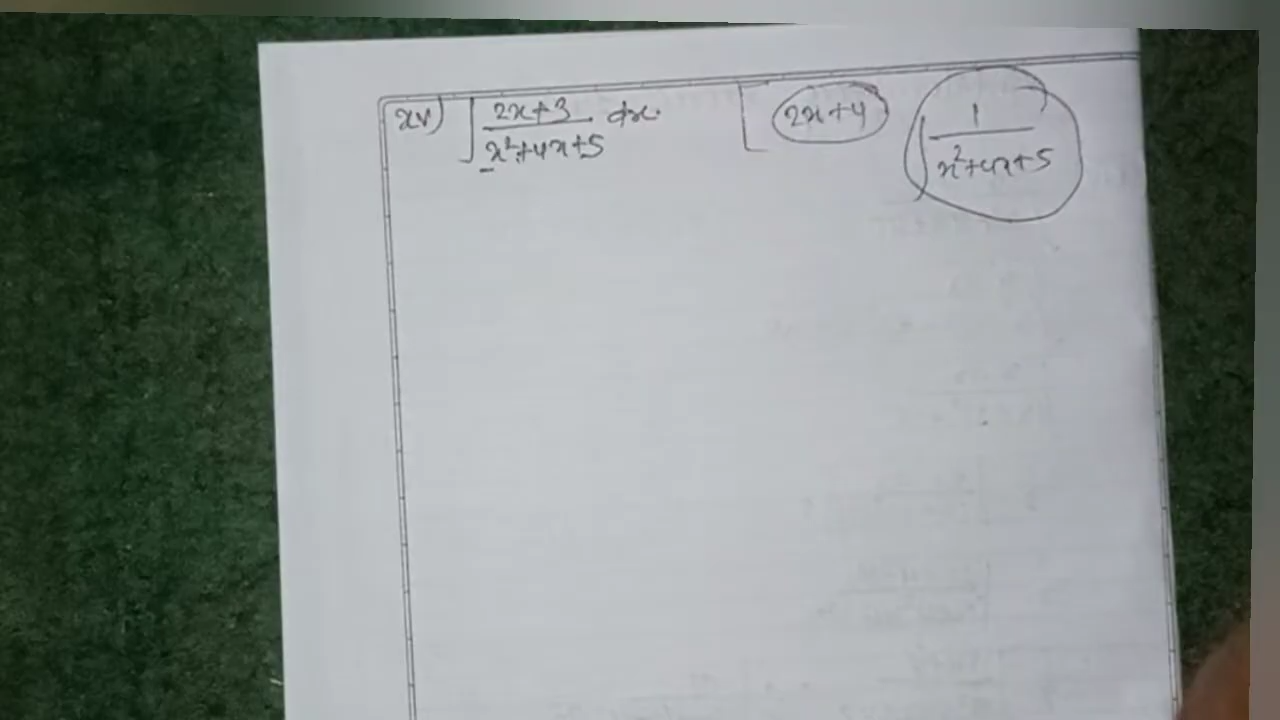 xv) ∫ (2x+3)/(x²+4x+5) dx.
[ 2x+4
∫ 1/(x²+4x+5)